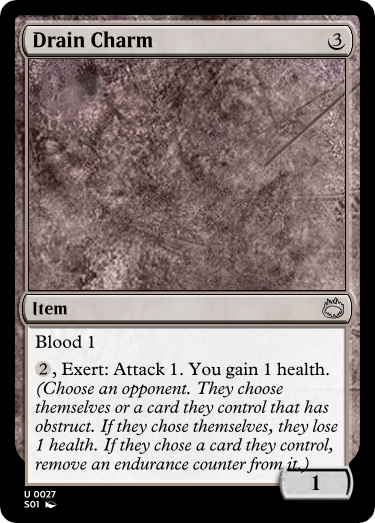 Drain Charm 3
Item
Blood 1
2, Exert: Attack 1. You gain 1 health.
(Choose an opponent. They choose
themselves or a card they control that has
obstruct. If they chose themselves, they lose
1 health. If they chose a card they control,
remove an endurance counter from it.)
1
U 0027
S01